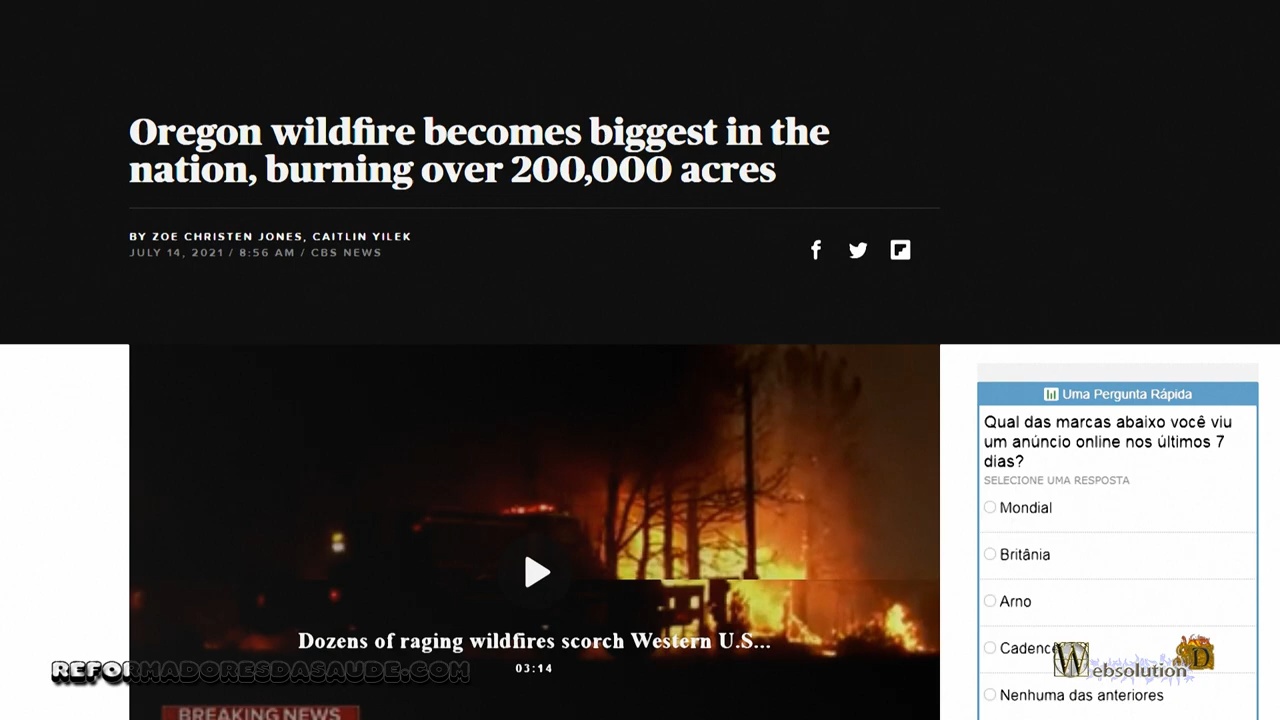 Oregon wildfire becomes biggest in the
nation, burning over 200,000 acres
BY ZOE CHRISTEN JONES, CAITLIN YILEK
JULY 14, 2021 / 8:56 AM / CBS NEWS
Dozens of raging wildfires scorch Western U.S...
03:14
BREAKING NEWS
REFORMADORESDASAUDE.COM
Uma Pergunta Rápida
Qual das marcas abaixo você viu
um anúncio online nos últimos 7
dias?
SELECIONE UMA RESPOSTA
Mondial
Britânia
Arno
Cadenc
Nenhuma das anteriores
Websolution
D